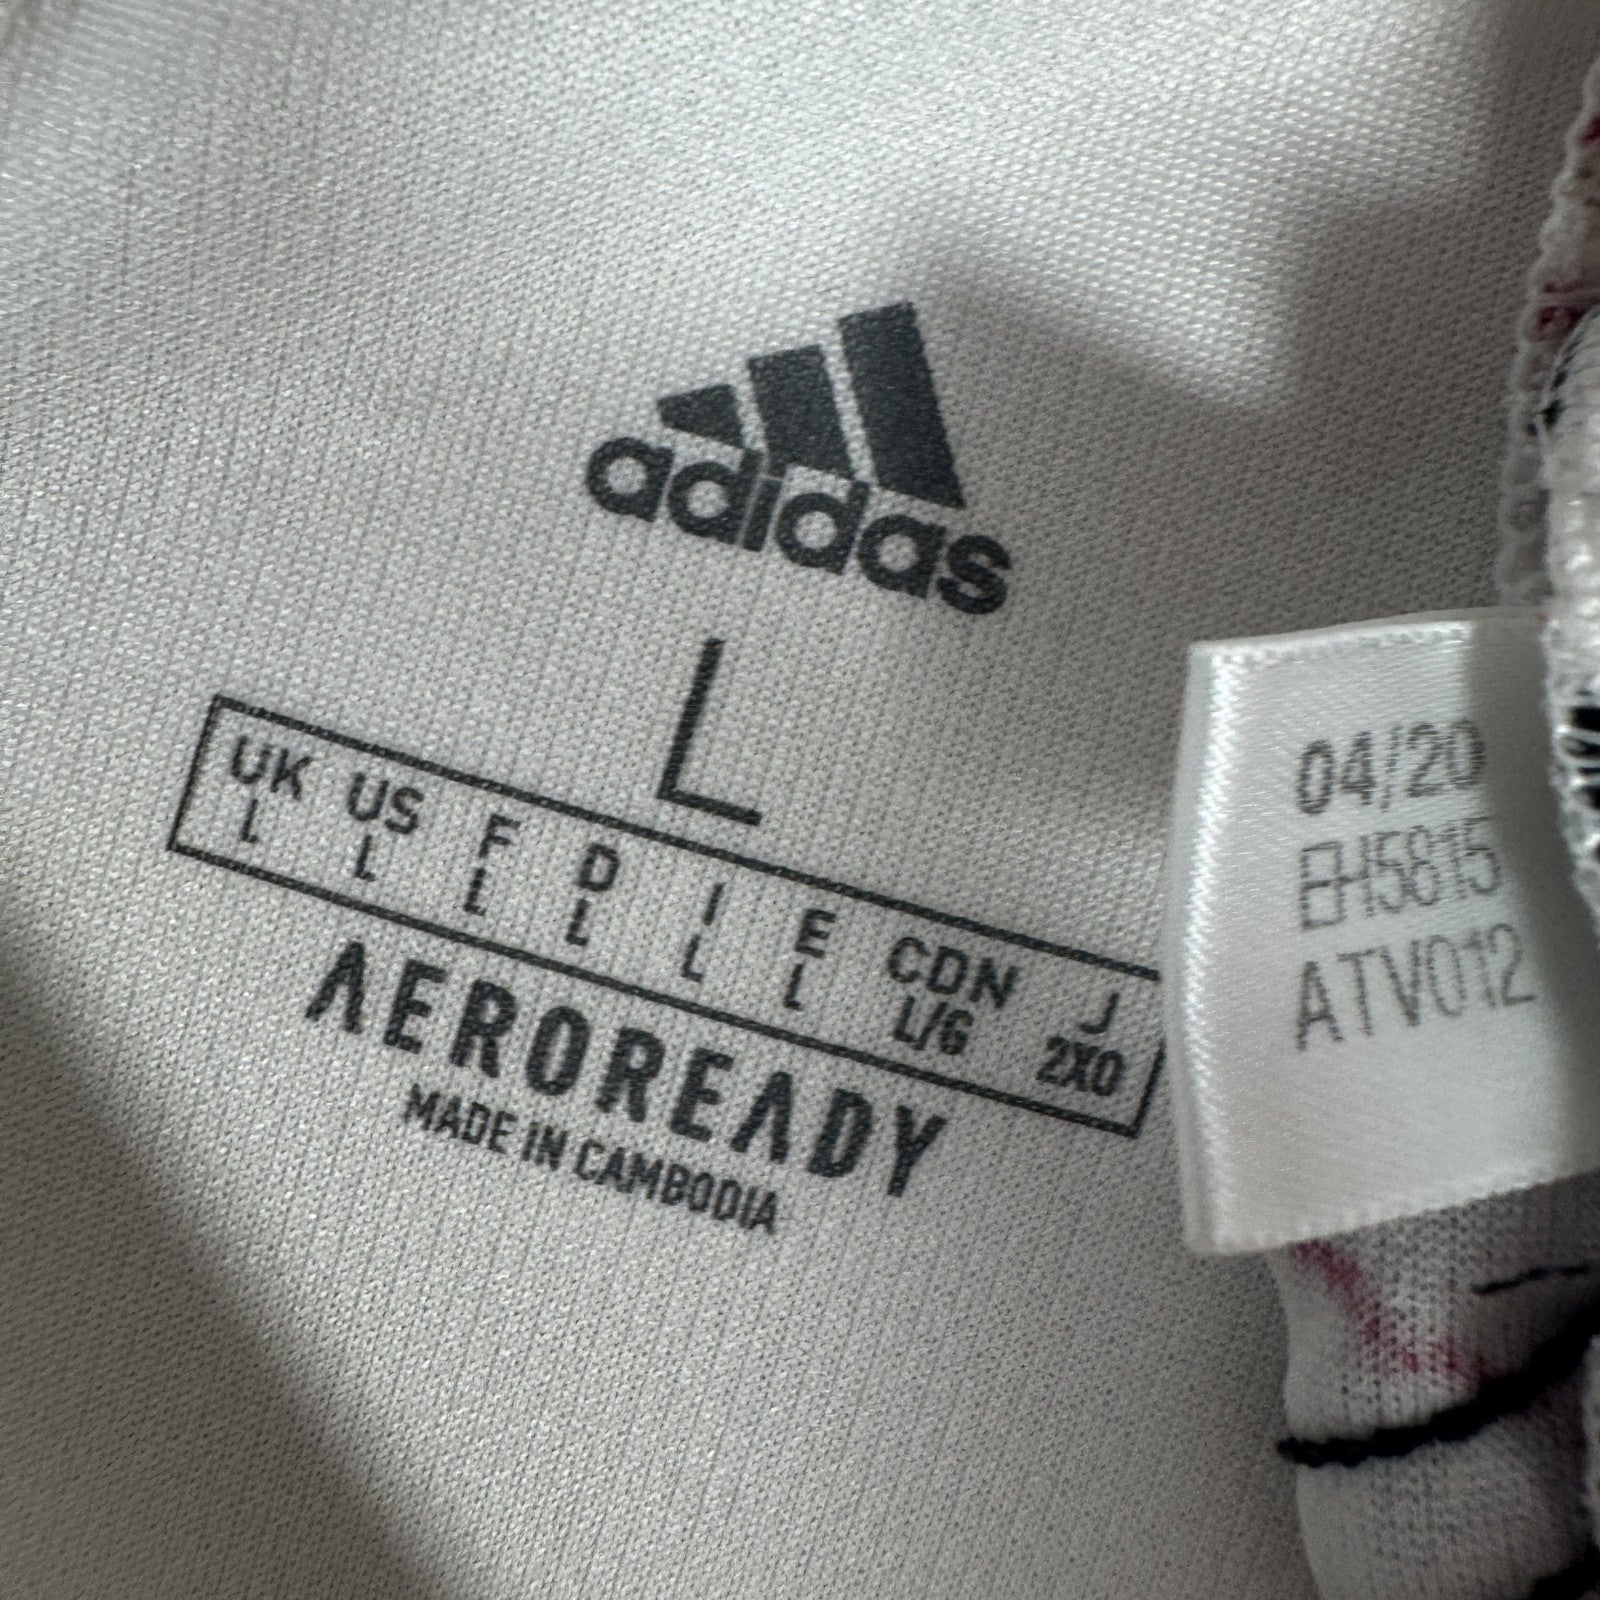 adidas
L
UK US F D I E CDN J
L L L L L L L/G 2XO
AEROREADY
MADE IN CAMBODIA
04/20
EH5815
ATV012